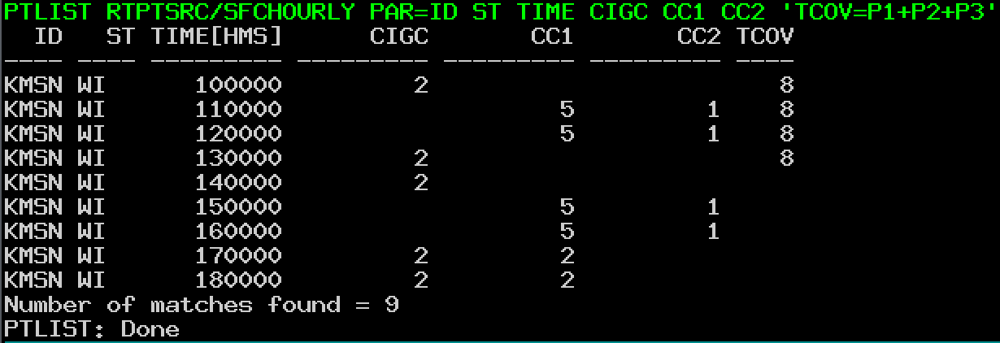 PTLIST RTPTSRC/SFCHOURLY PAR=ID ST TIME CIGC CC1 CC2 'TCOV=P1+P2+P3'
  ID   ST TIME[HMS]      CIGC       CC1       CC2 TCOV
---- ---- --------- --------- --------- --------- ----
KMSN WI      100000         2                        8
KMSN WI      110000                   5         1    8
KMSN WI      120000                   5         1    8
KMSN WI      130000         2                        8
KMSN WI      140000         2
KMSN WI      150000                   5         1
KMSN WI      160000                   5         1
KMSN WI      170000         2         2
KMSN WI      180000         2         2
Number of matches found = 9
PTLIST: Done